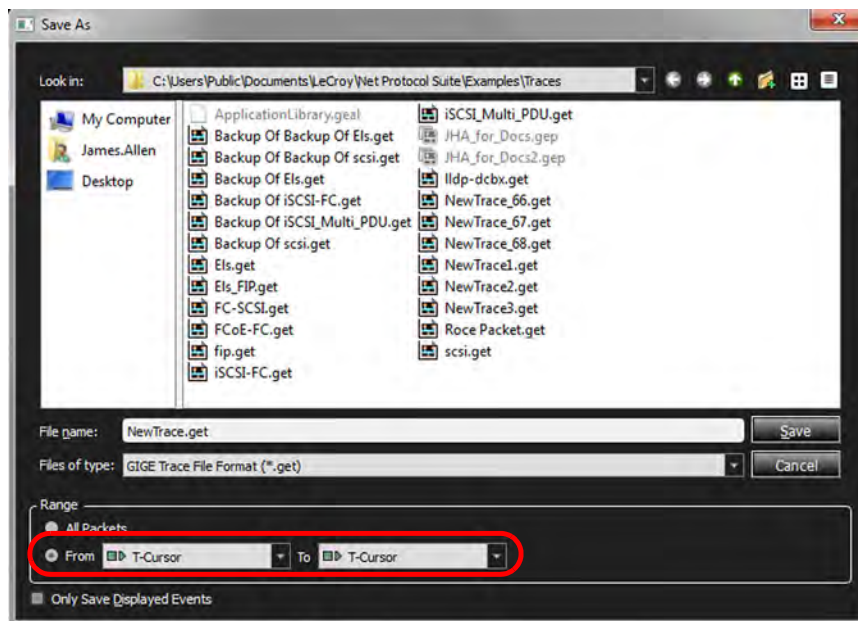 Save As
Look in: C:\Users\Public\Documents\LeCroy\Net Protocol Suite\Examples\Traces
My Computer
James.Allen
Desktop
ApplicationLibrary.geal
Backup Of Backup Of Els.get
Backup Of Backup Of scsi.get
Backup Of Els.get
Backup Of iSCSI-FC.get
Backup Of iSCSI_Multi_PDU.get
Backup Of scsi.get
Els.get
Els_FIP.get
FC-SCSI.get
FCoE-FC.get
fip.get
iSCSI-FC.get
iSCSI_Multi_PDU.get
JHA_for_Docs.gep
JHA_for_Docs2.gep
lldp-dcbx.get
NewTrace_66.get
NewTrace_67.get
NewTrace_68.get
NewTrace1.get
NewTrace2.get
NewTrace3.get
Roce Packet.get
scsi.get
File name: NewTrace.get Save
Files of type: GIGE Trace File Format (*.get) Cancel
Range
All Packets
From T-Cursor To T-Cursor
Only Save Displayed Events